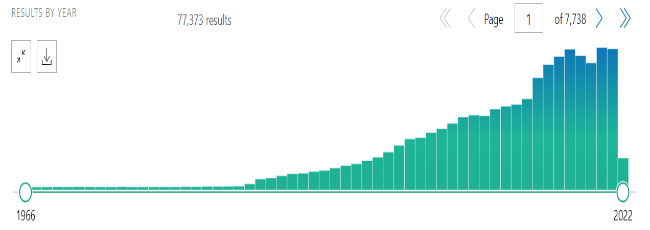 RESULTS BY YEAR
77,373 results
Page 1 of 7,738
1966
2022